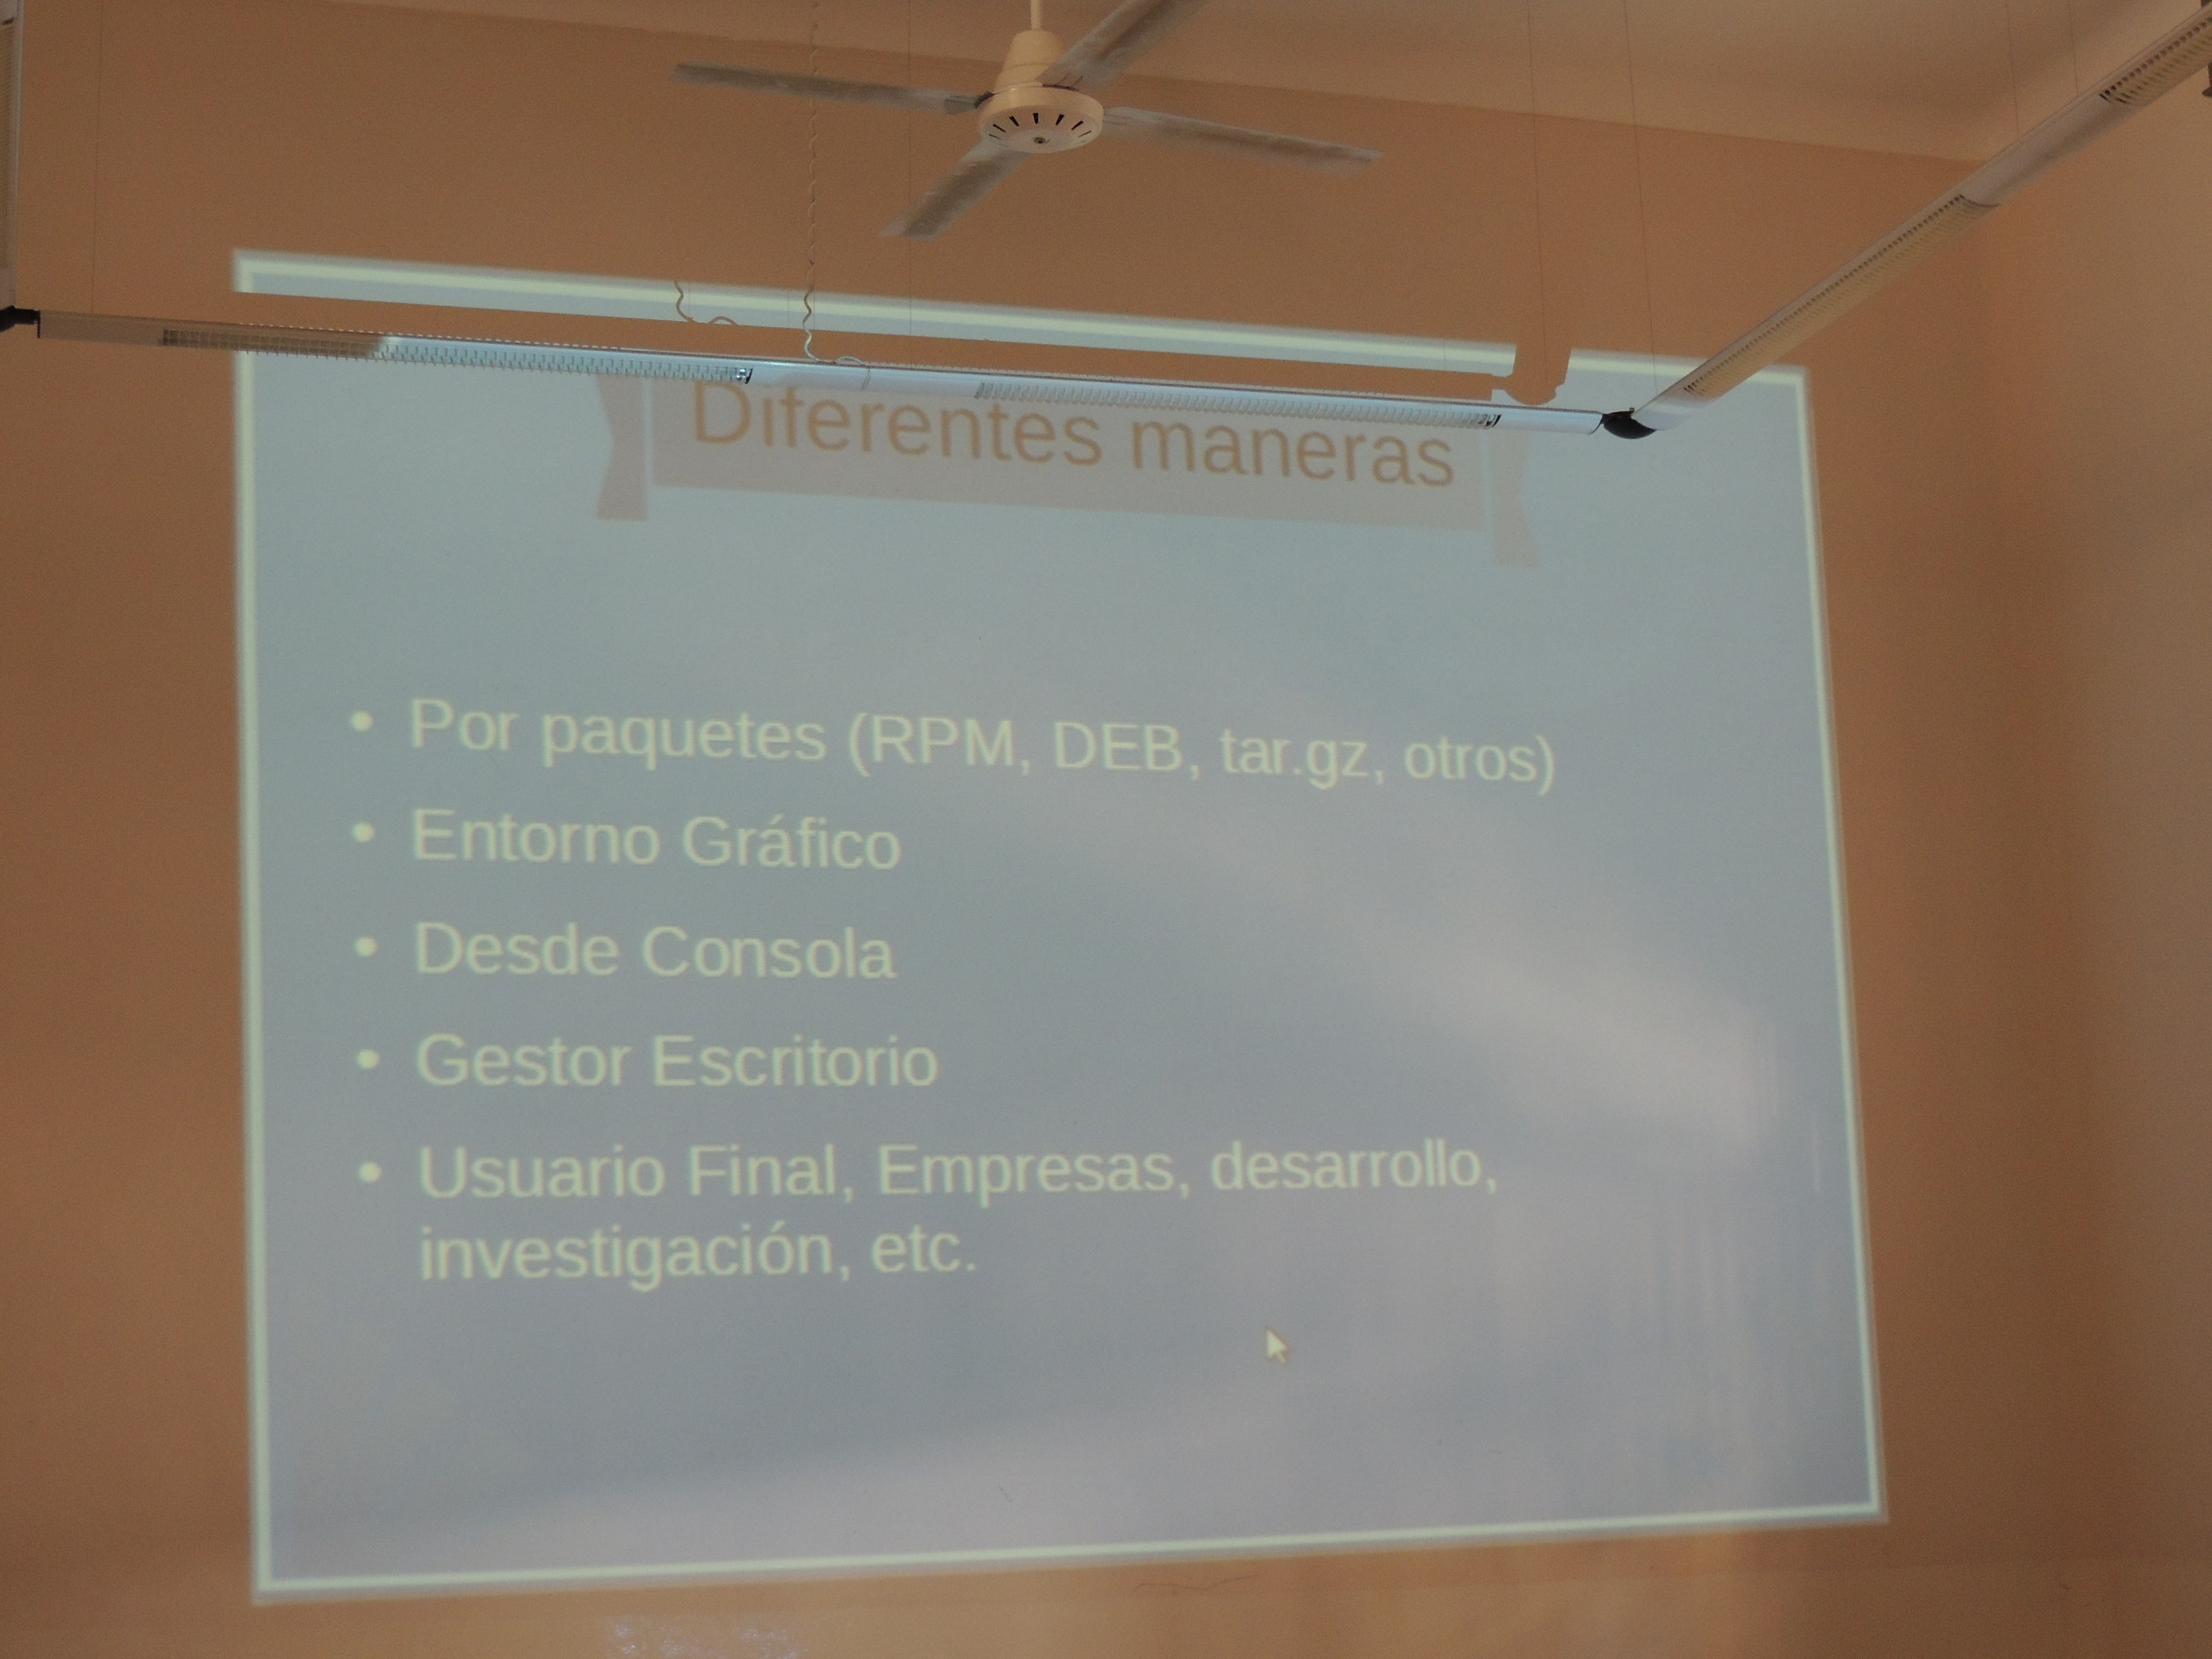 Diferentes maneras
• Por paquetes (RPM, DEB, tar.gz, otros)
• Entorno Gráfico
• Desde Consola
• Gestor Escritorio
• Usuario Final, Empresas, desarrollo,
investigación, etc.